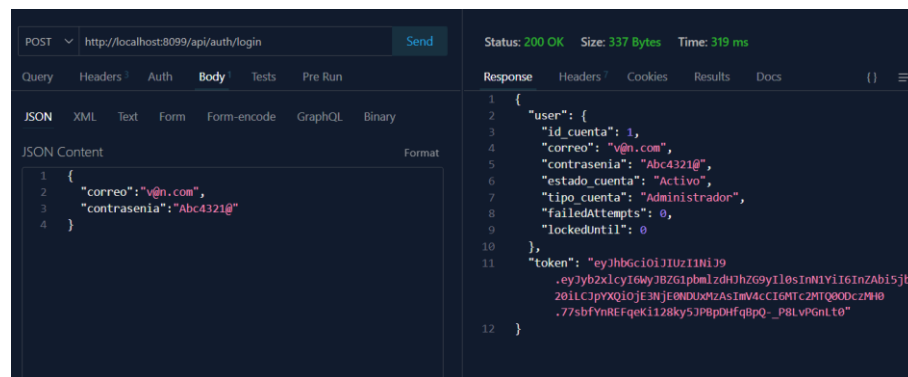 POST http://localhost:8099/api/auth/login Send
Query Headers 3 Auth Body 1 Tests Pre Run
JSON XML Text Form Form-encode GraphQL Binary
JSON Content Format
1 {
2 "correo":"v@n.com",
3 "contrasenia":"Abc4321@"
4 }
Status: 200 OK Size: 337 Bytes Time: 319 ms
Response Headers 7 Cookies Results Docs {}
1 {
2 "user": {
3 "id_cuenta": 1,
4 "correo": "v@n.com",
5 "contrasenia": "Abc4321@",
6 "estado_cuenta": "Activo",
7 "tipo_cuenta": "Administrador",
8 "failedAttempts": 0,
9 "lockedUntil": 0
10 },
11 "token": "eyJhbGciOiJIUzI1NiJ9
.eyJyb2xlcyI6WyJBZG1pbmlzdHJhZG9yIl0sInN1YiI6InZAbi5jb
20iLCJpYXQiOjE3NjE0NDUxMzAsImV4cCI6MTc2MTQ0ODczMH0
.77sbfYnREFqeKi128ky5JPBpDHfqBpQ-_P8LvPGnLt0"
12 }